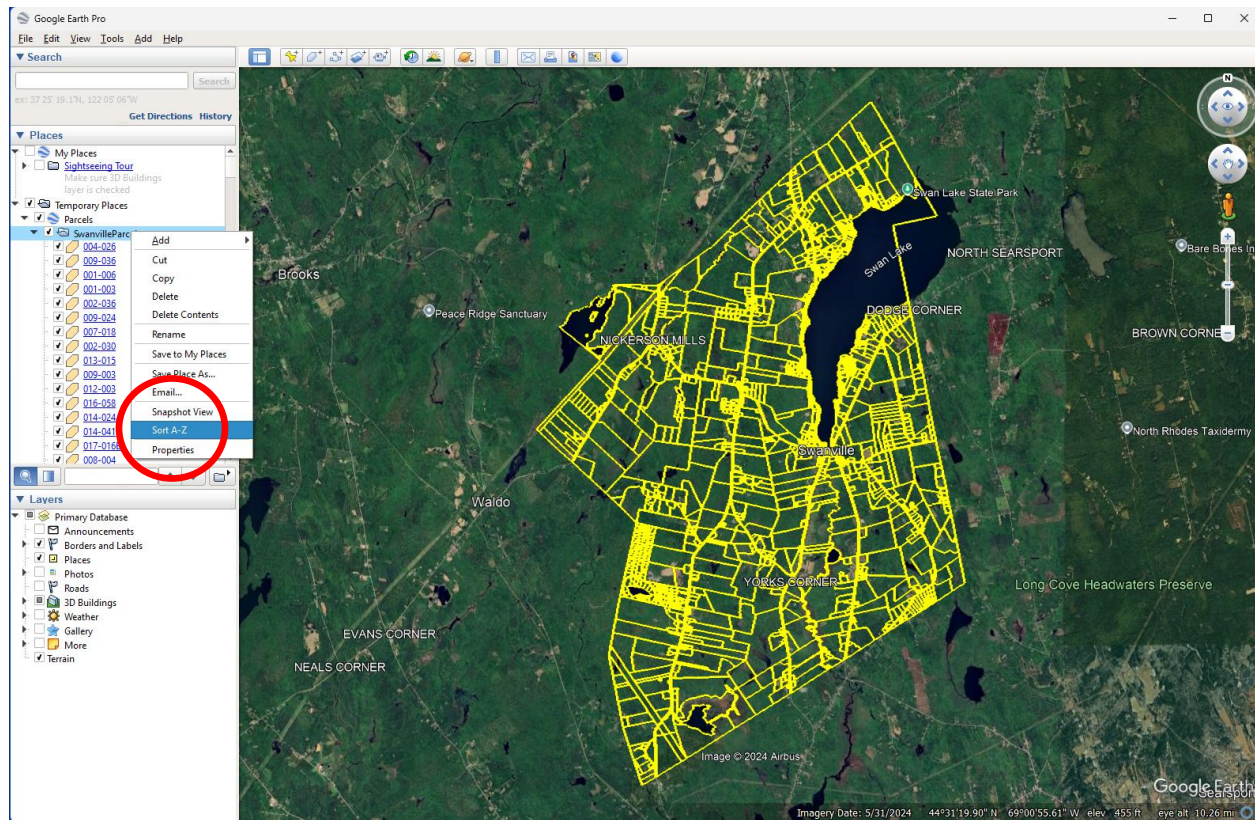 Google Earth Pro
File Edit View Tools Add Help
▼ Search
Search
ex: 37 25' 19.1"N, 122 05' 06"W
Get Directions History
▼ Places
My Places
Sightseeing Tour
Make sure 3D Buildings
layer is checked
Temporary Places
Parcels
SwanvilleParc
004-026
009-036
001-006
001-003
002-036
009-024
007-018
002-030
013-015
009-003
012-003
016-058
014-024
014-041
017-016
008-004
Add
Cut
Copy
Delete
Delete Contents
Rename
Save to My Places
Save Place As...
Email...
Snapshot View
Sort A-Z
Properties
▼ Layers
Primary Database
Announcements
Borders and Labels
Places
Photos
Roads
3D Buildings
Weather
Gallery
More
Terrain
N
Swan Lake State Park
Swan Lake
NORTH SEARSPORT
Bare Bones In
Brooks
Peace Ridge Sanctuary
DODGE CORNER
NICKERSON MILLS
BROWN CORNE
North Rhodes Taxidermy
Swanville
Waldo
YORKS CORNER
Long Cove Headwaters Preserve
EVANS CORNER
NEALS CORNER
Image © 2024 Airbus
Google Earth
Searsport
Imagery Date: 5/31/2024 44°31'19.90" N 69°00'55.61" W elev 455 ft eye alt 10.26 mi